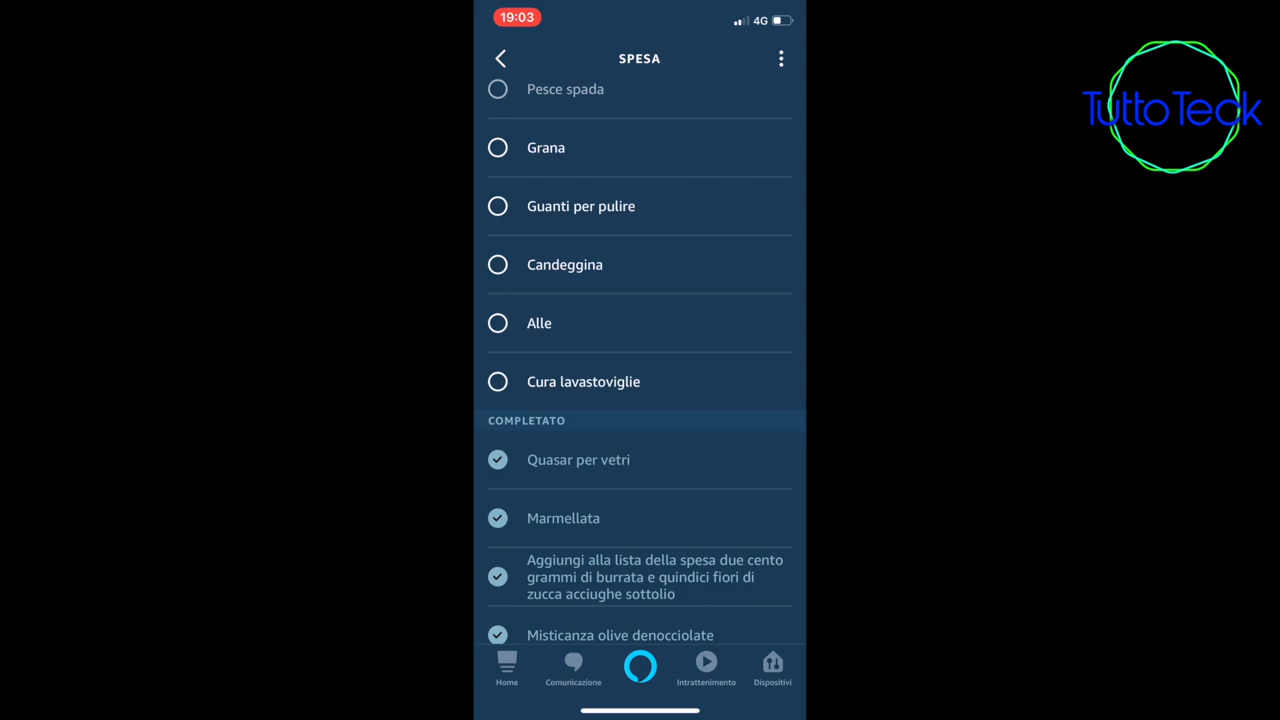 19:03
4G
SPESA
TuttoTeck
Pesce spada
Grana
Guanti per pulire
Candeggina
Alle
Cura lavastoviglie
COMPLETATO
Quasar per vetri
Marmellata
Aggiungi alla lista della spesa due cento
grammi di burrata e quindici fiori di
zucca acciughe sottolio
Misticanza olive denocciolate
Home
Comunicazione
Intrattenimento
Dispositivi